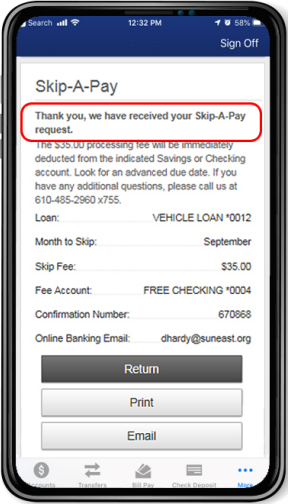 Search 12:32 PM 58%
Sign Off
Skip-A-Pay
Thank you, we have received your Skip-A-Pay
request.
The $35.00 processing fee will be immediately
deducted from the indicated Savings or Checking
account. Look for an advanced due date. If you
have any additional questions, please call us at
610-485-2960 x755.
Loan: VEHICLE LOAN *0012
Month to Skip: September
Skip Fee: $35.00
Fee Account: FREE CHECKING *0004
Confirmation Number: 670868
Online Banking Email: dhardy@suneast.org
Return
Print
Email
Accounts Transfers Bill Pay Check Deposit More